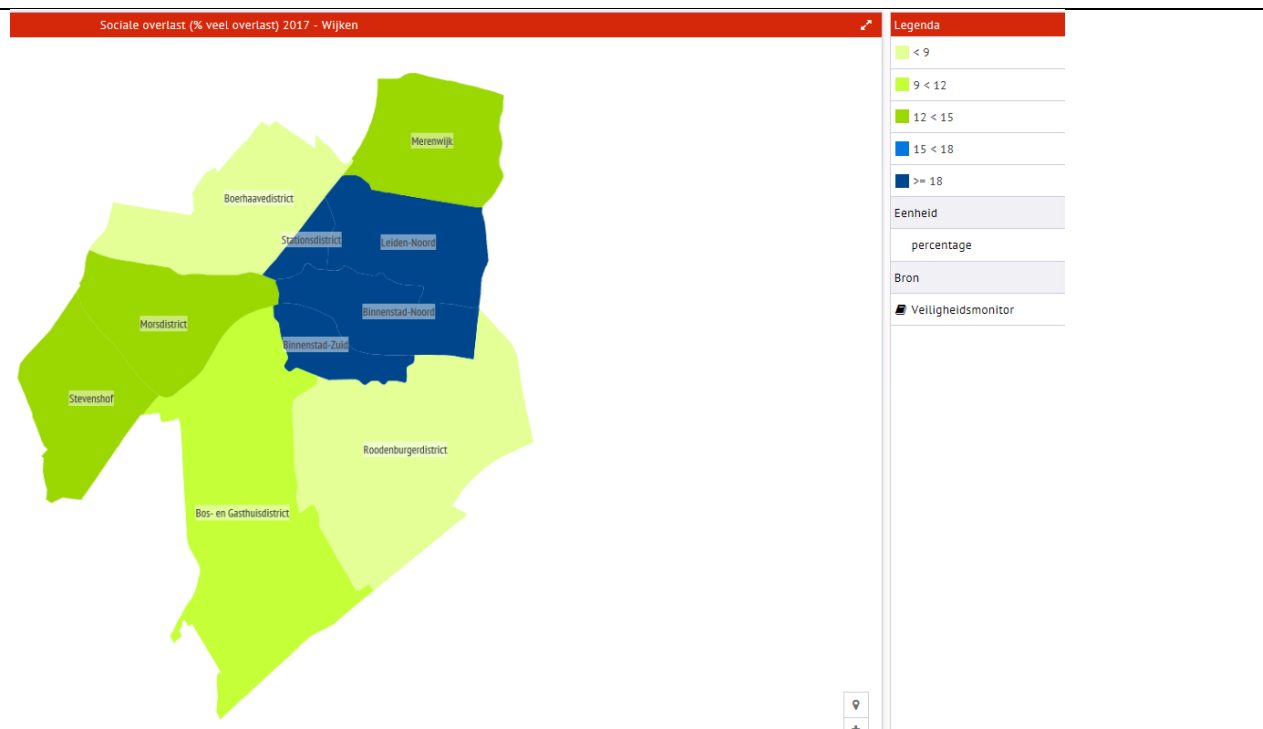 Sociale overlast (% veel overlast) 2017 - Wijken
Merenwijk
Boerhaavedistrict
Stationsdistrict
Leiden-Noord
Binnenstad-Noord
Morsdistrict
Binnenstad-Zuid
Stevenshof
Roodenburgerdistrict
Bos- en Gasthuisdistrict
Legenda
< 9
9 < 12
12 < 15
15 < 18
>= 18
Eenheid
percentage
Bron
Veiligheidsmonitor